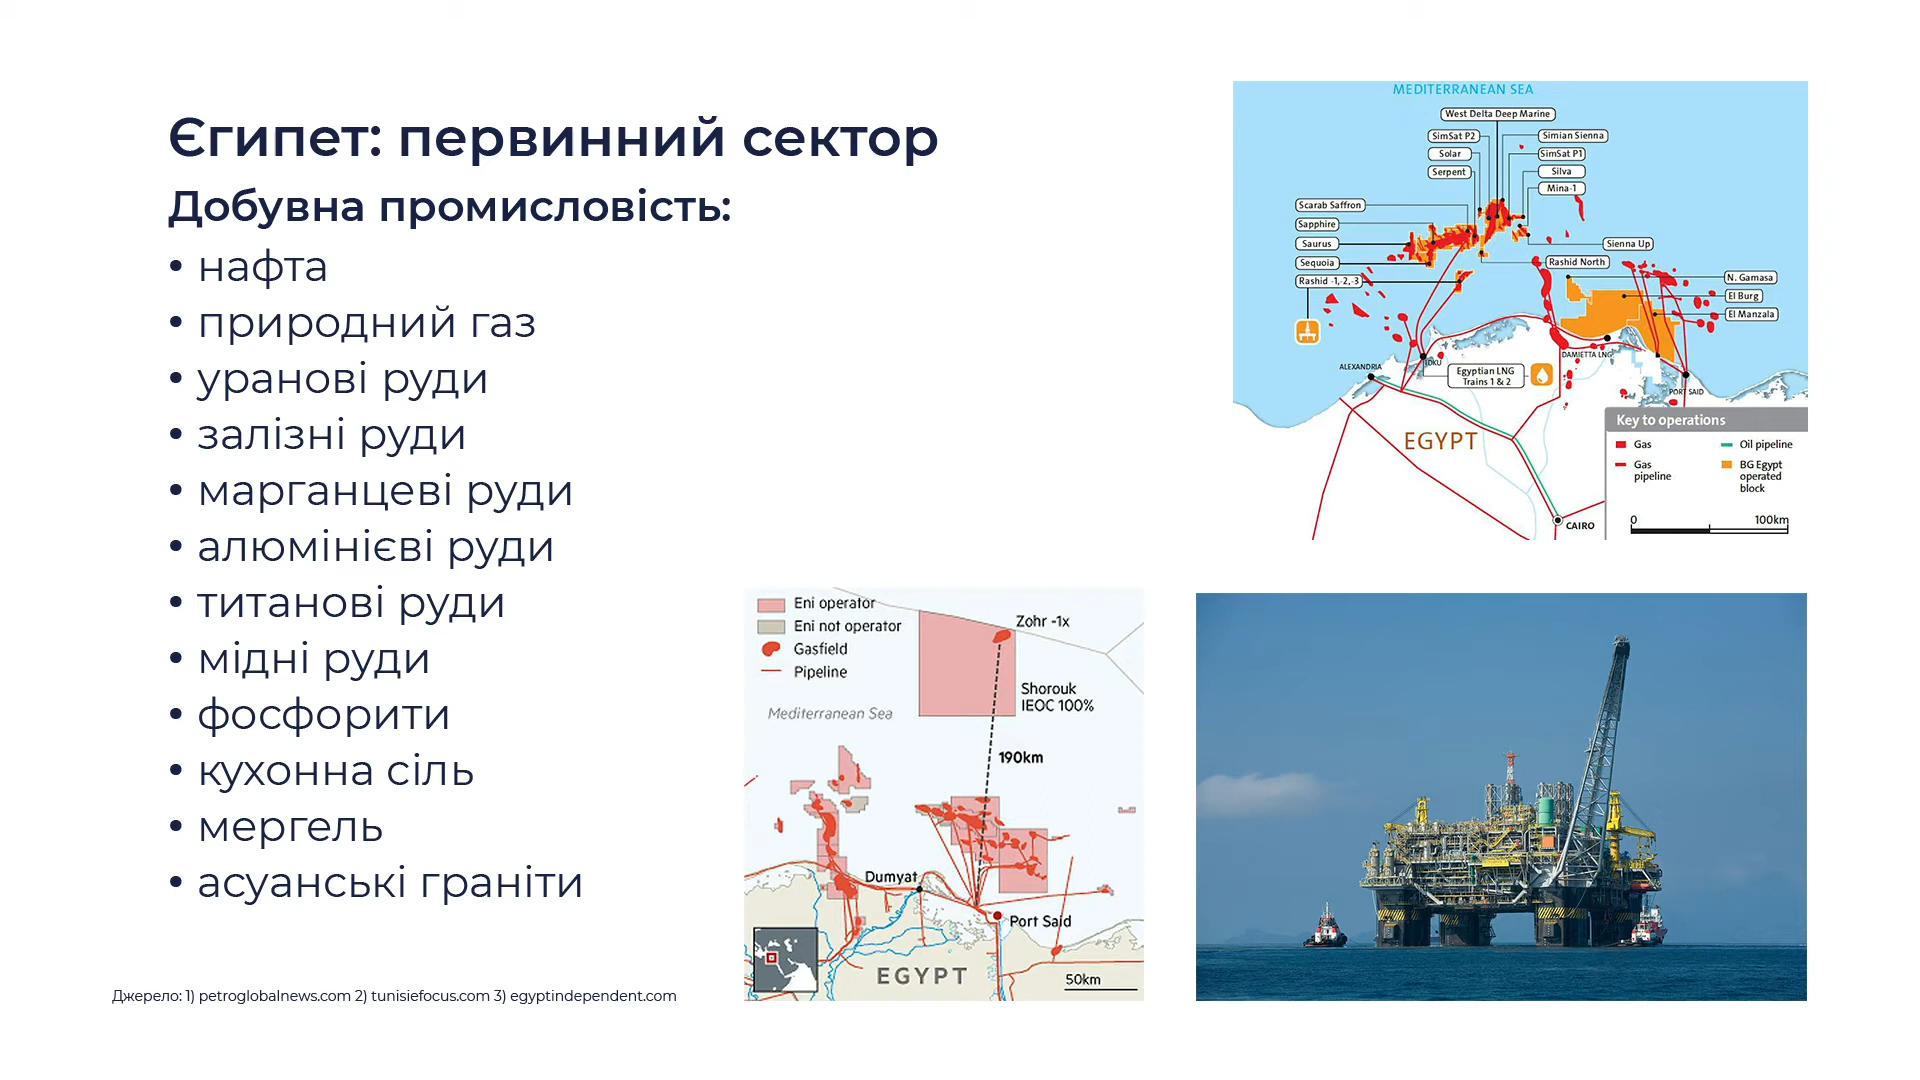 Єгипет: первинний сектор
Добувна промисловість:
• нафта
• природний газ
• уранові руди
• залізні руди
• марганцеві руди
• алюмінієві руди
• титанові руди
• мідні руди
• фосфорити
• кухонна сіль
• мергель
• асуанські граніти
Джерело: 1) petroglobalnews.com 2) tunisiefocus.com 3) egyptindependent.com
MEDITERRANEAN SEA
West Delta Deep Marine
SimSat P2
Simian Sienna
Solar
SimSat P1
Serpent
Silva
Mina-1
Scarab Saffron
Sapphire
Saurus
Sienna Up
Sequoia
Rashid North
Rashid -1,-2,-3
N. Gamasa
El Burg
El Manzala
ALEXANDRIA
IDKU
DAMIETTA LNG
Egyptian LNG
Trains 1 & 2
PORT SAID
EGYPT
CAIRO
Key to operations
Gas
Oil pipeline
Gas
pipeline
BG Egypt
operated
block
0
100km
Eni operator
Eni not operator
Gasfield
Pipeline
Zohr -1x
Shorouk
IEOC 100%
Mediterranean Sea
190km
Dumyat
Port Said
EGYPT
50km